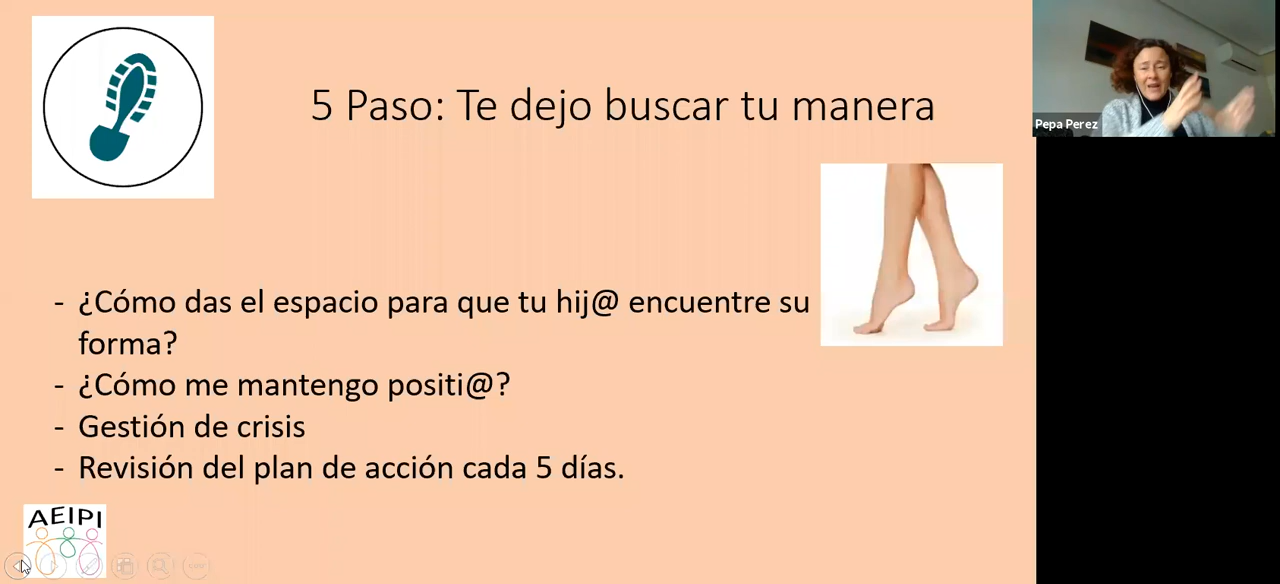 5 Paso: Te dejo buscar tu manera
Pepa Perez
- ¿Cómo das el espacio para que tu hij@ encuentre su
forma?
- ¿Cómo me mantengo positi@?
- Gestión de crisis
- Revisión del plan de acción cada 5 días.
AEIPI